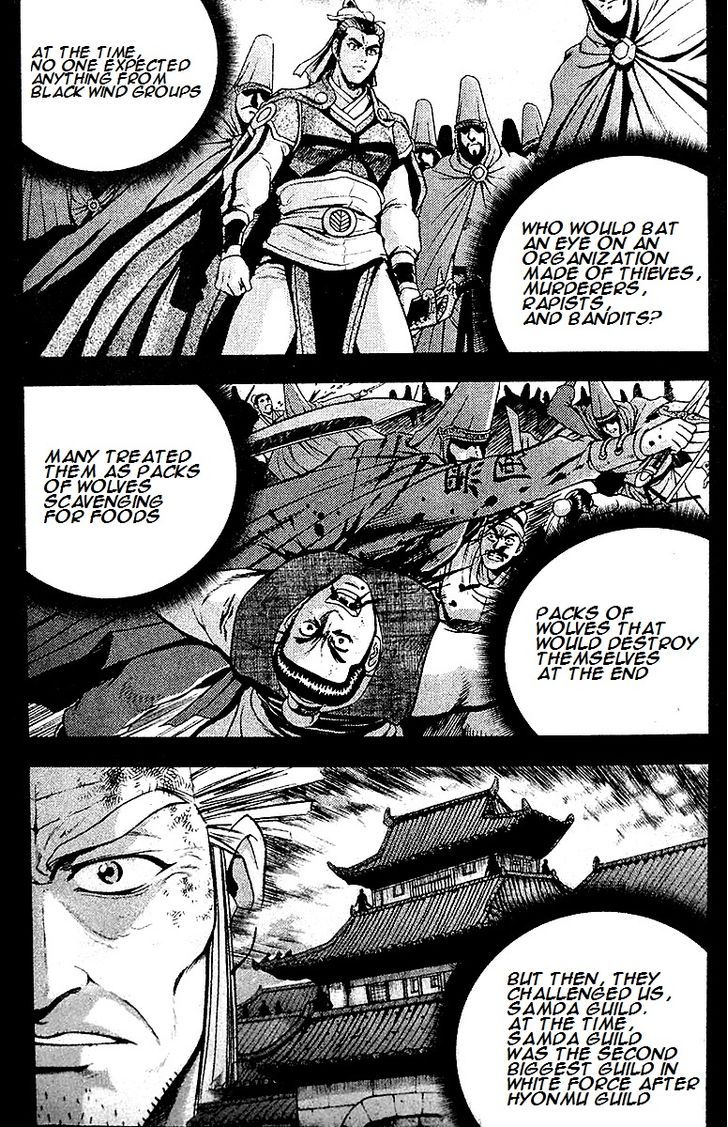 AT THE TIME,
NO ONE EXPECTED
ANYTHING FROM
BLACK WIND GROUPS
WHO WOULD BAT
AN EYE ON AN
ORGANIZATION
MADE OF THIEVES,
MURDERERS,
RAPISTS,
AND BANDITS?
MANY TREATED
THEM AS PACKS
OF WOLVES
SCAVENGING
FOR FOODS
PACKS OF
WOLVES THAT
WOULD DESTROY
THEMSELVES
AT THE END
BUT THEN, THEY
CHALLENGED US,
SAMDA GUILD.
AT THE TIME,
SAMDA GUILD
WAS THE SECOND
BIGGEST GUILD IN
WHITE FORCE AFTER
HYONMU GUILD